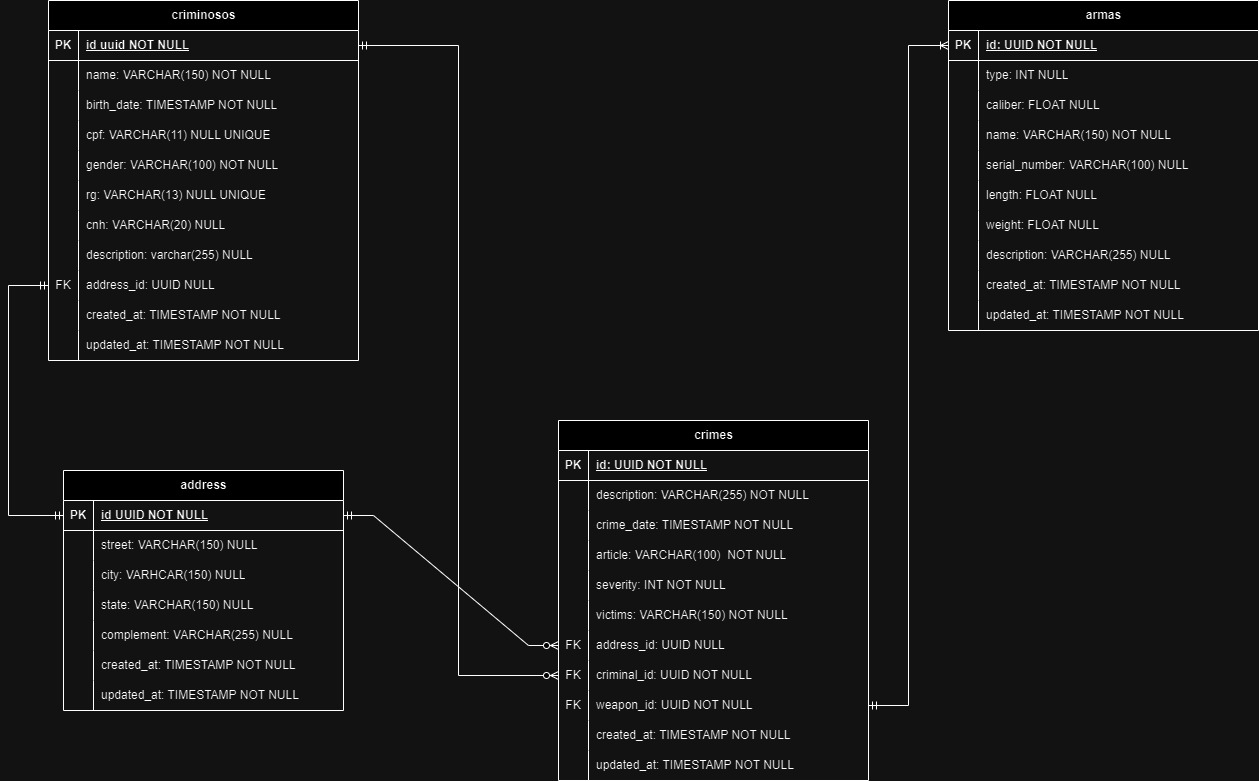 criminosos
PK id uuid NOT NULL
name: VARCHAR(150) NOT NULL
birth_date: TIMESTAMP NOT NULL
cpf: VARCHAR(11) NULL UNIQUE
gender: VARCHAR(100) NOT NULL
rg: VARCHAR(13) NULL UNIQUE
cnh: VARCHAR(20) NULL
description: varchar(255) NULL
FK address_id: UUID NULL
created_at: TIMESTAMP NOT NULL
updated_at: TIMESTAMP NOT NULL
armas
PK id: UUID NOT NULL
type: INT NULL
caliber: FLOAT NULL
name: VARCHAR(150) NOT NULL
serial_number: VARCHAR(100) NULL
length: FLOAT NULL
weight: FLOAT NULL
description: VARCHAR(255) NULL
created_at: TIMESTAMP NOT NULL
updated_at: TIMESTAMP NOT NULL
address
PK id UUID NOT NULL
street: VARCHAR(150) NULL
city: VARHCAR(150) NULL
state: VARCHAR(150) NULL
complement: VARCHAR(255) NULL
created_at: TIMESTAMP NOT NULL
updated_at: TIMESTAMP NOT NULL
crimes
PK id: UUID NOT NULL
description: VARCHAR(255) NOT NULL
crime_date: TIMESTAMP NOT NULL
article: VARCHAR(100)  NOT NULL
severity: INT NOT NULL
victims: VARCHAR(150) NOT NULL
FK address_id: UUID NULL
FK criminal_id: UUID NOT NULL
FK weapon_id: UUID NOT NULL
created_at: TIMESTAMP NOT NULL
updated_at: TIMESTAMP NOT NULL